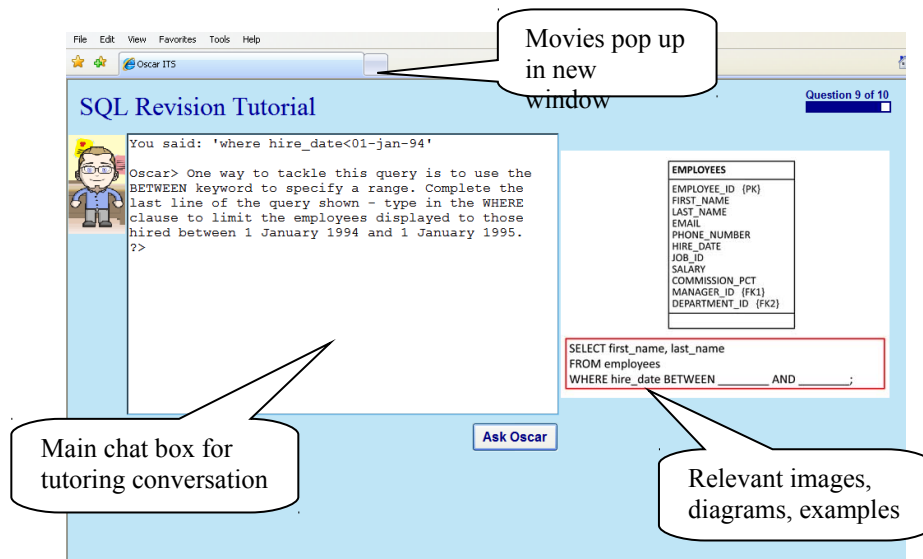 File Edit View Favorites Tools Help
Oscar ITS
Movies pop up
in new
window
SQL Revision Tutorial
Question 9 of 10
You said: 'where hire_date<01-jan-94'
Oscar> One way to tackle this query is to use the
BETWEEN keyword to specify a range. Complete the
last line of the query shown - type in the WHERE
clause to limit the employees displayed to those
hired between 1 January 1994 and 1 January 1995.
?>
EMPLOYEES
EMPLOYEE_ID {PK}
FIRST_NAME
LAST_NAME
EMAIL
PHONE_NUMBER
HIRE_DATE
JOB_ID
SALARY
COMMISSION_PCT
MANAGER_ID {FK1}
DEPARTMENT_ID {FK2}
SELECT first_name, last_name
FROM employees
WHERE hire_date BETWEEN ________ AND ________;
Ask Oscar
Main chat box for
tutoring conversation
Relevant images,
diagrams, examples